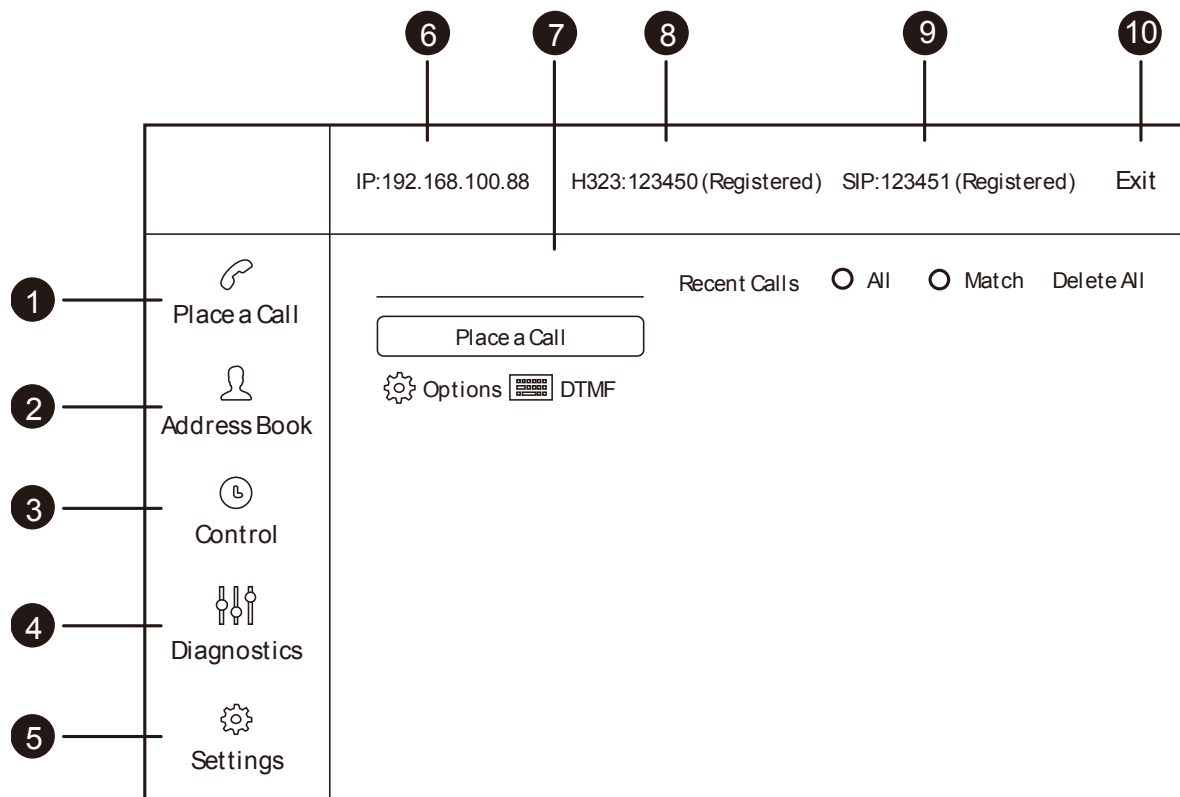 6 7 8 9 10
IP:192.168.100.88 H323:123450 (Registered) SIP:123451 (Registered) Exit
1 Place a Call
2 Address Book
3 Control
4 Diagnostics
5 Settings
Recent Calls All Match Delete All
Place a Call
Options DTMF